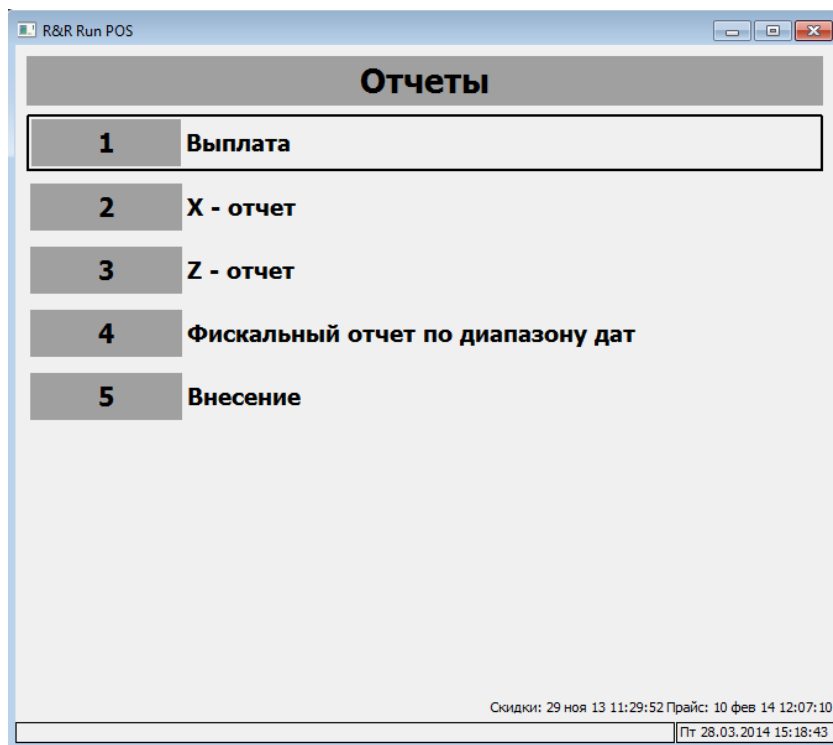 R&R Run POS
Отчеты
1 Выплата
2 X - отчет
3 Z - отчет
4 Фискальный отчет по диапазону дат
5 Внесение
Скидки: 29 ноя 13 11:29:52 Прайс: 10 фев 14 12:07:10
Пт 28.03.2014 15:18:43